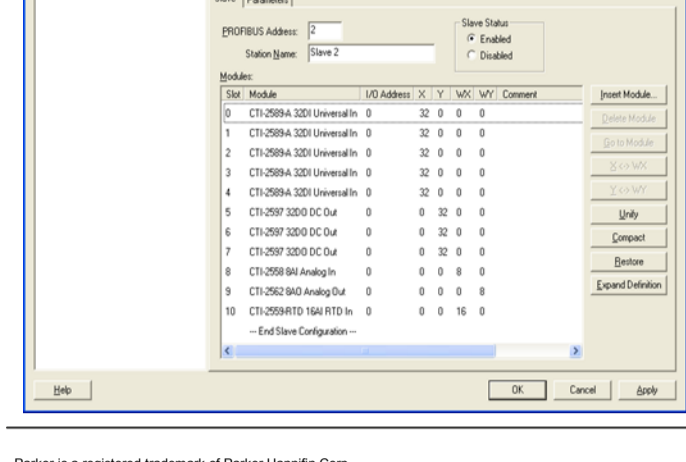 Slave Parameters
PROFIBUS Address: 2
Station Name: Slave 2
Slave Status
Enabled
Disabled
Modules:
Slot Module I/O Address X Y WX WY Comment
0 CTI-2589-A 32DI Universal In 0 32 0 0 0
1 CTI-2589-A 32DI Universal In 0 32 0 0 0
2 CTI-2589-A 32DI Universal In 0 32 0 0 0
3 CTI-2589-A 32DI Universal In 0 32 0 0 0
4 CTI-2589-A 32DI Universal In 0 32 0 0 0
5 CTI-2597 32DO DC Out 0 0 32 0 0
6 CTI-2597 32DO DC Out 0 0 32 0 0
7 CTI-2597 32DO DC Out 0 0 32 0 0
8 CTI-2558 8AI Analog In 0 0 0 8 0
9 CTI-2562 8AO Analog Out 0 0 0 0 8
10 CTI-2559-RTD 16AI RTD In 0 0 0 16 0
--- End Slave Configuration ---
Insert Module...
Delete Module
Go to Module
X <-> WX
Y <-> WY
Unify
Compact
Restore
Expand Definition
Help
OK
Cancel
Apply
Parker is a registered trademark of Parker Hannifin Corp.